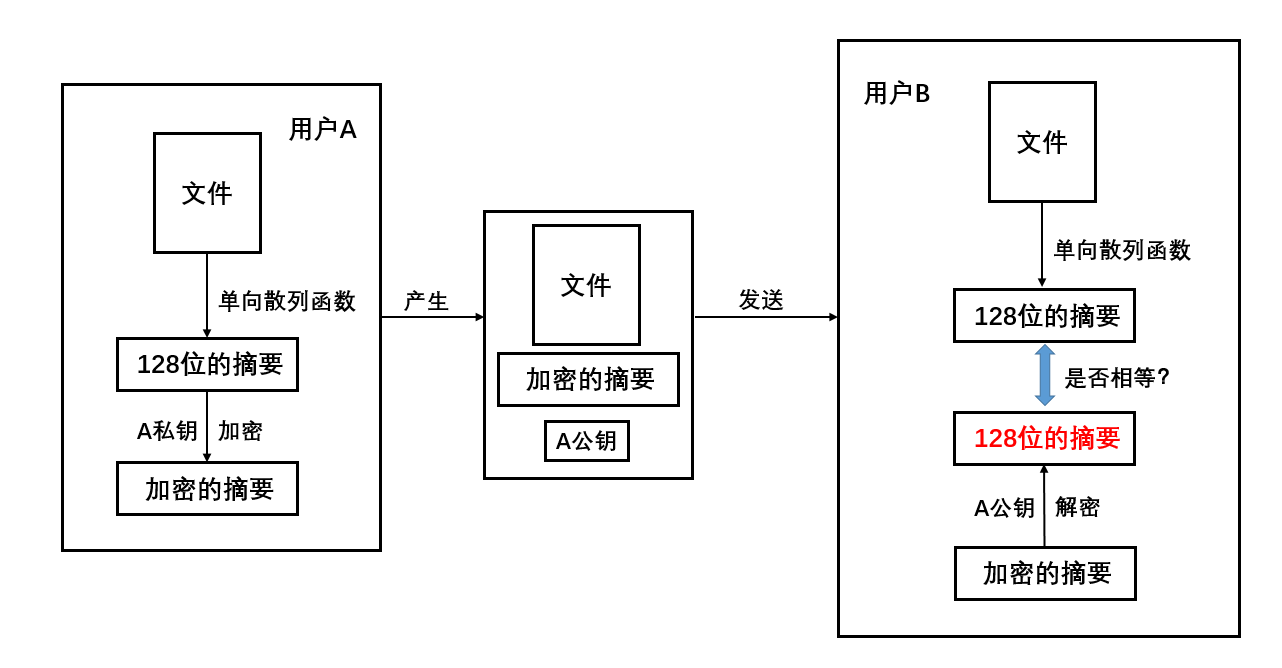 用户A
文件
单向散列函数
128位的摘要
A私钥 加密
加密的摘要
产生
文件
加密的摘要
A公钥
发送
用户B
文件
单向散列函数
128位的摘要
是否相等?
128位的摘要
A公钥 解密
加密的摘要